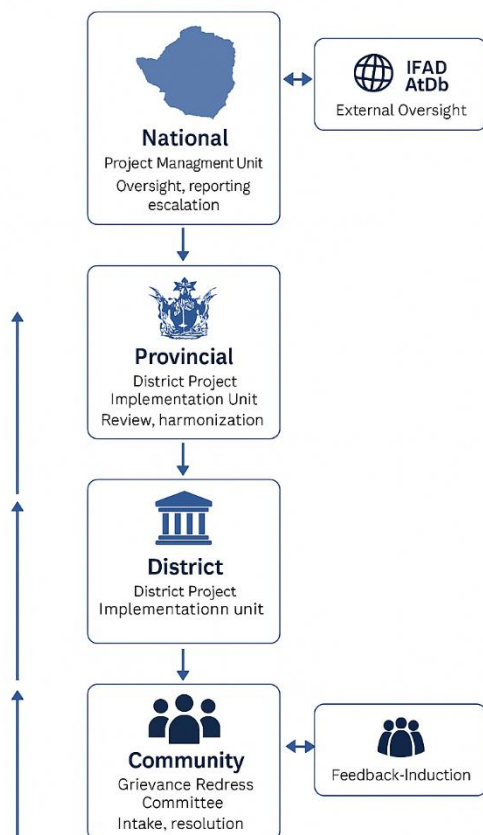 National
Project Managment Unit
Oversight, reporting
escalation
IFAD
AtDb
External Oversight
Provincial
District Project
Implementation Unit
Review, harmonization
District
District Project
Implementationn unit
Community
Grievance Redress
Committee
Intake, resolution
Feedback-Induction